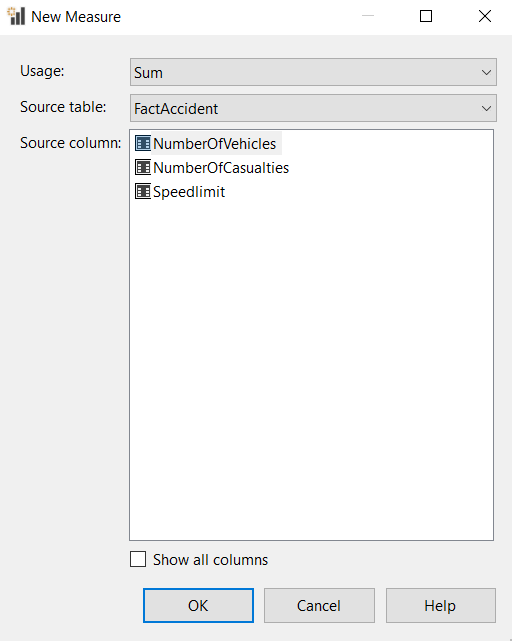 New Measure
Usage: Sum
Source table: FactAccident
Source column: NumberOfVehicles
NumberOfCasualties
Speedlimit
Show all columns
OK Cancel Help